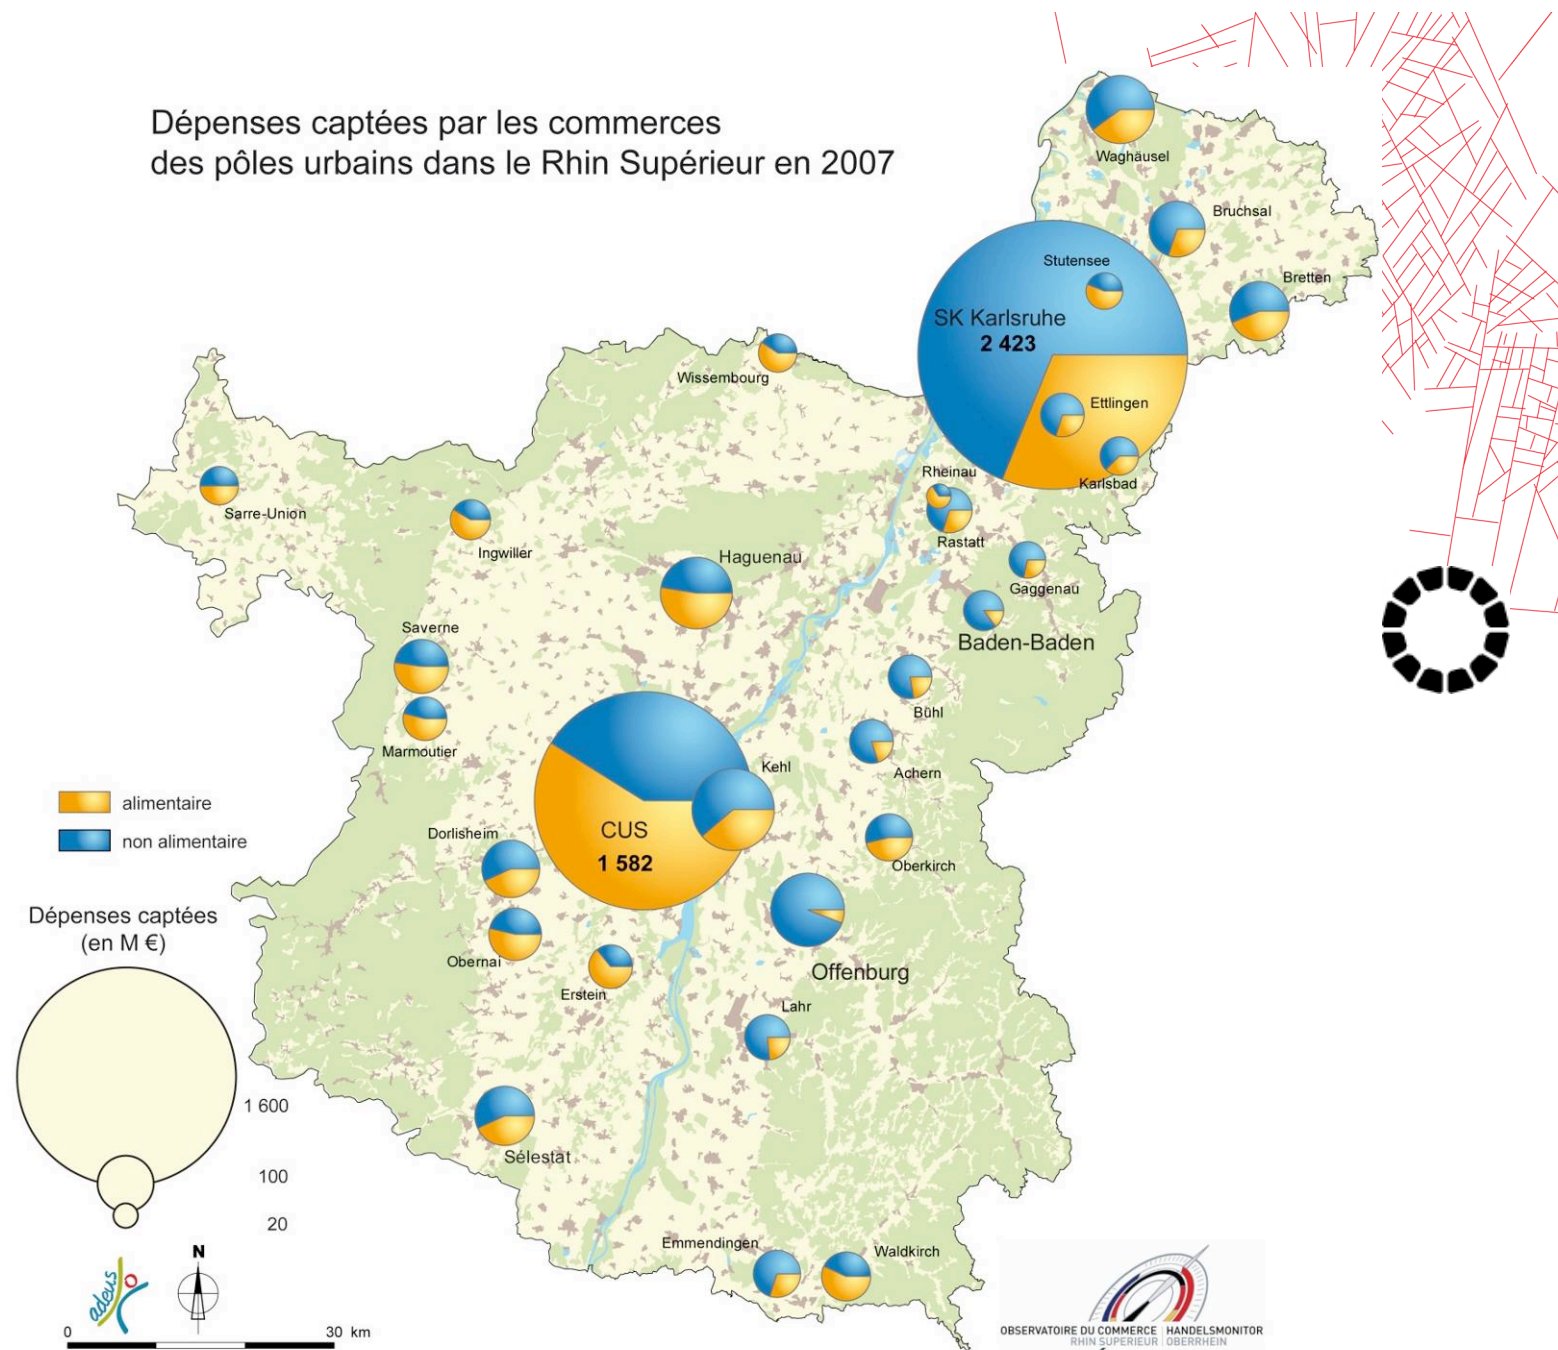 Dépenses captées par les commerces
des pôles urbains dans le Rhin Supérieur en 2007
Waghäusel
Bruchsal
Stutensee
Bretten
SK Karlsruhe
2 423
Wissembourg
Ettlingen
Rheinau
Karlsbad
Sarre-Union
Rastatt
Ingwiller
Haguenau
Gaggenau
Saverne
Baden-Baden
Bühl
Marmoutier
Kehl
Achern
alimentaire
non alimentaire
Dorlisheim
CUS
1 582
Oberkirch
Dépenses captées
(en M €)
Obernai
Offenburg
Erstein
Lahr
1 600
Sélestat
100
20
Emmendingen
Waldkirch
N
adeus
0 30 km
OBSERVATOIRE DU COMMERCE HANDELSMONITOR
RHIN SUPERIEUR OBERRHEIN